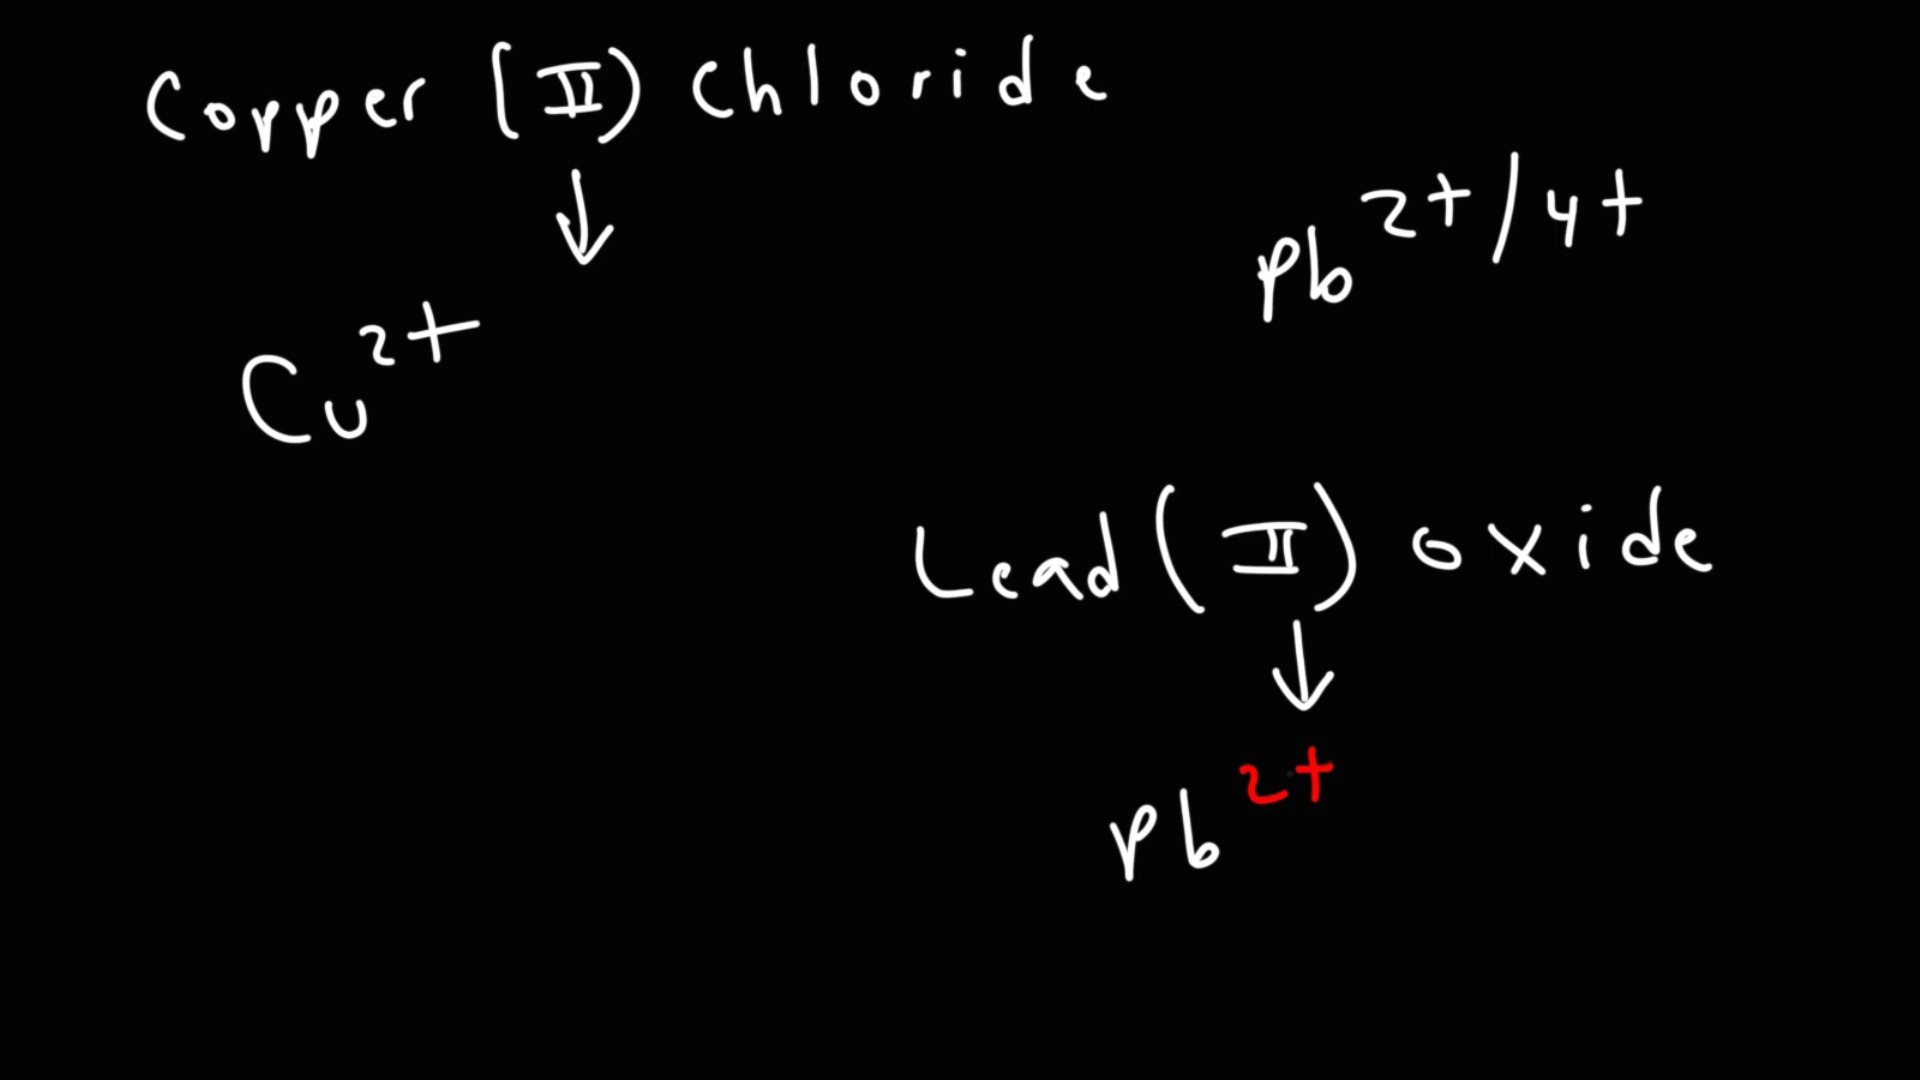 Copper (II) chloride
Cu²⁺
Pb²⁺/⁴⁺
Lead (II) oxide
Pb²⁺